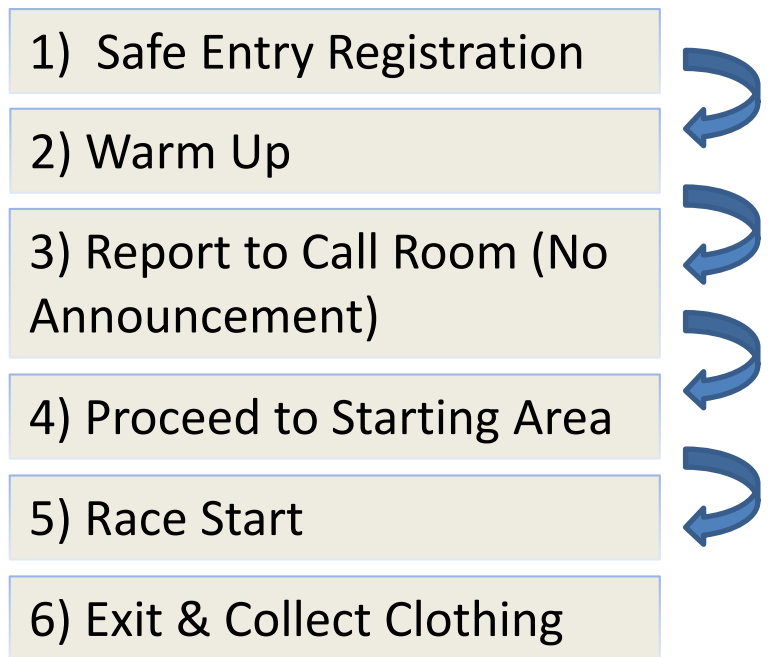 1)  Safe Entry Registration
2) Warm Up
3) Report to Call Room (No
Announcement)
4) Proceed to Starting Area
5) Race Start
6) Exit & Collect Clothing